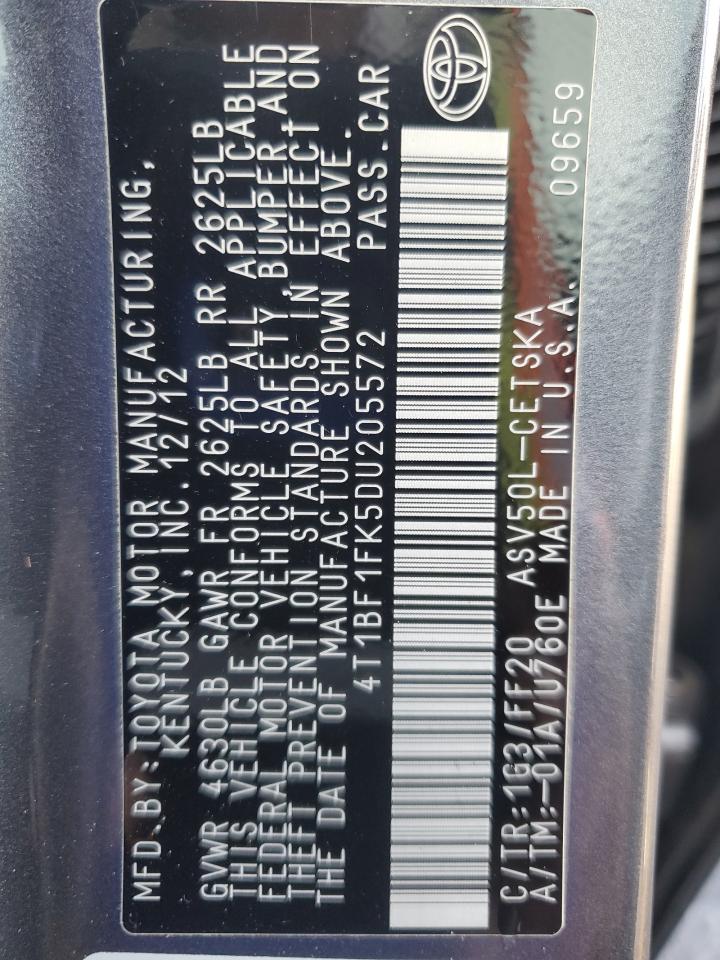 MFD.BY:TOYOTA MOTOR MANUFACTURING,
KENTUCKY,INC.12/12
GVWR 4630LB GAWR FR 2625LB RR 2625LB
THIS VEHICLE CONFORMS TO ALL APPLICABLE
FEDERAL MOTOR VEHICLE SAFETY,BUMPER,AND
THEFT PREVENTION STANDARDS IN EFFECT ON
THE DATE OF MANUFACTURE SHOWN ABOVE.
4T1BF1FK5DU205572 PASS.CAR
C/TR:1G3/FF20 ASV50L-CETSKA
A/TM:-01A/U760E MADE IN U.S.A. 09659